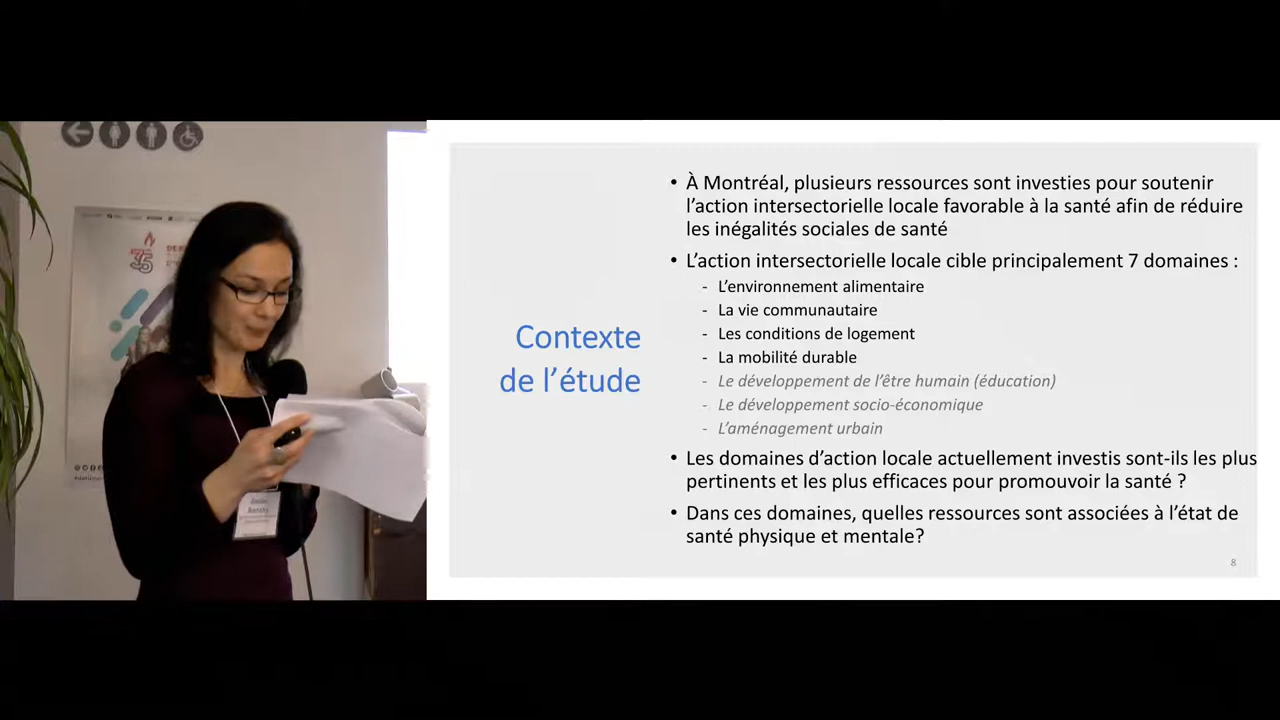 35
Contexte
de l’étude
• À Montréal, plusieurs ressources sont investies pour soutenir
l’action intersectorielle locale favorable à la santé afin de réduire
les inégalités sociales de santé
• L’action intersectorielle locale cible principalement 7 domaines :
- L’environnement alimentaire
- La vie communautaire
- Les conditions de logement
- La mobilité durable
- Le développement de l’être humain (éducation)
- Le développement socio-économique
- L’aménagement urbain
• Les domaines d’action locale actuellement investis sont-ils les plus
pertinents et les plus efficaces pour promouvoir la santé ?
• Dans ces domaines, quelles ressources sont associées à l’état de
santé physique et mentale?
8